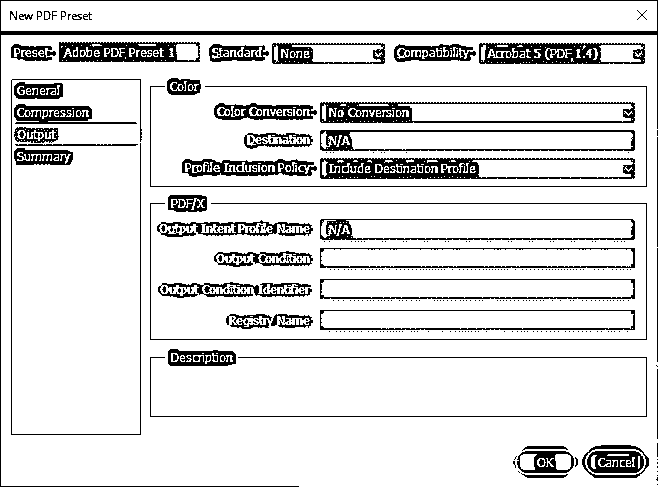 New PDF Preset
Preset: Adobe PDF Preset 1 Standard: None Compatibility: Acrobat 5 (PDF 1.4)
General
Compression
Output
Summary
Color
Color Conversion: No Conversion
Destination: N/A
Profile Inclusion Policy: Include Destination Profile
PDF/X
Output Intent Profile Name: N/A
Output Condition:
Output Condition Identifier:
Registry Name:
Description
OK Cancel